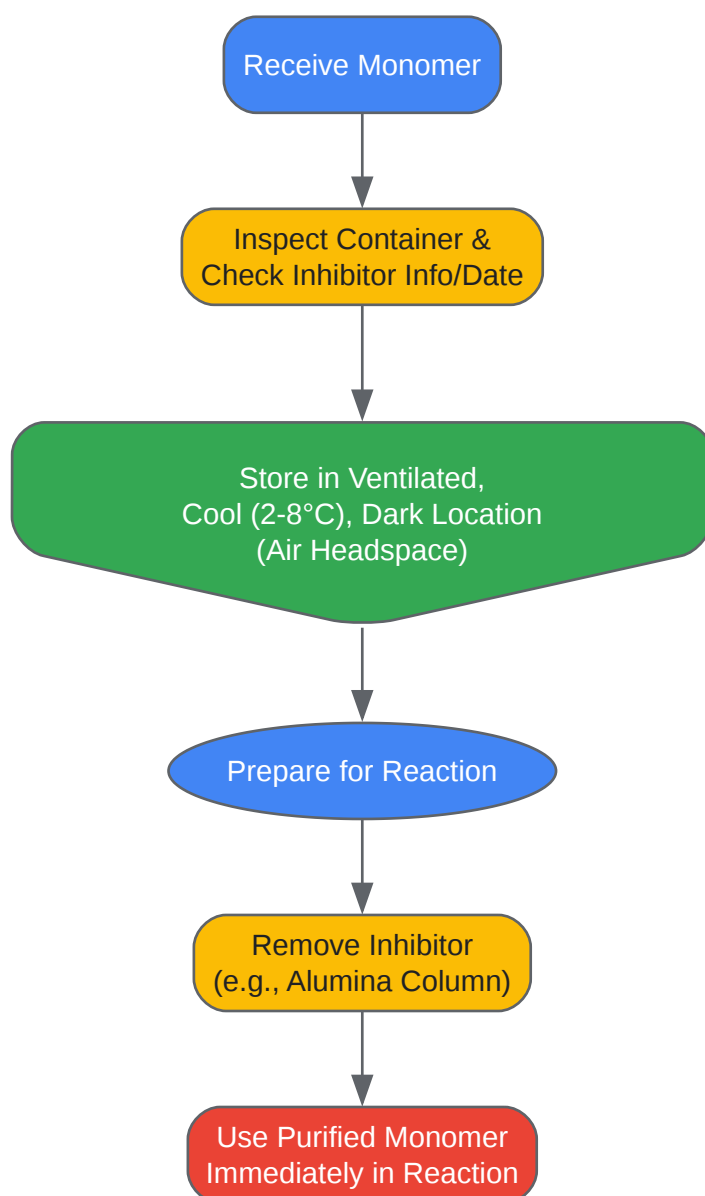 Receive Monomer
Inspect Container &
Check Inhibitor Info/Date
Store in Ventilated,
Cool (2-8°C), Dark Location
(Air Headspace)
Prepare for Reaction
Remove Inhibitor
(e.g., Alumina Column)
Use Purified Monomer
Immediately in Reaction